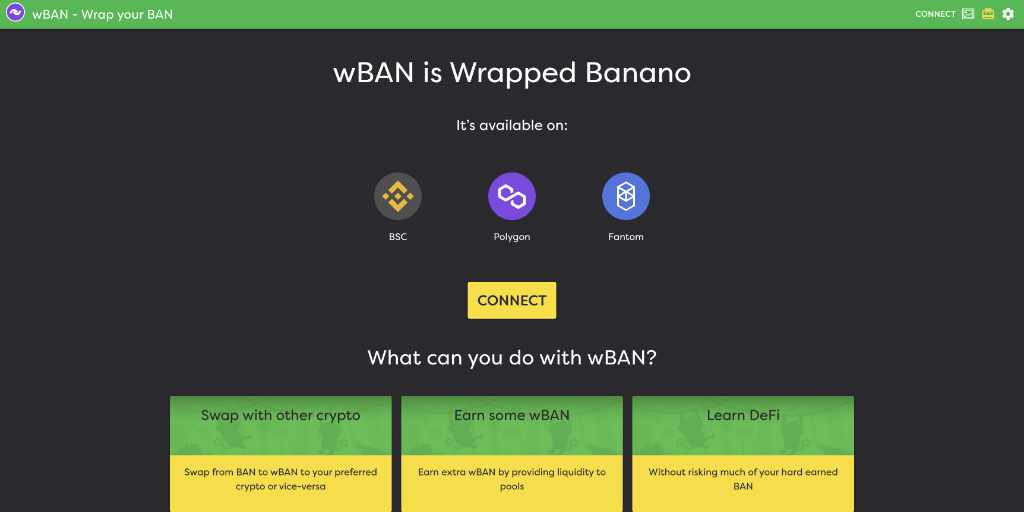 wBAN - Wrap your BAN
CONNECT
wBAN is Wrapped Banano
It's available on:
BSC
Polygon
Fantom
CONNECT
What can you do with wBAN?
Swap with other crypto
Earn some wBAN
Learn DeFi
Swap from BAN to wBAN to your preferred
crypto or vice-versa
Earn extra wBAN by providing liquidity to
pools
Without risking much of your hard earned
BAN